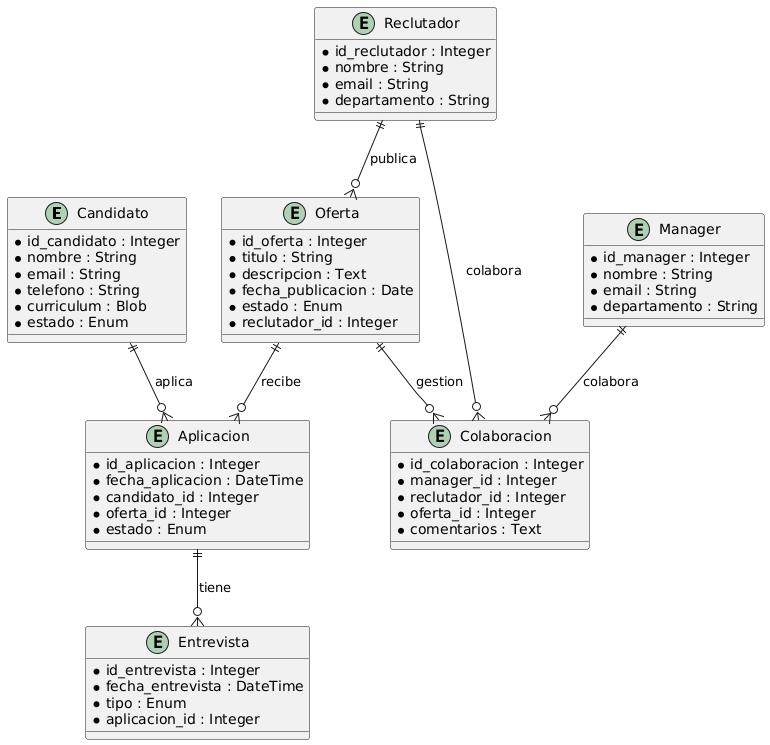 E Reclutador
id_reclutador : Integer
nombre : String
email : String
departamento : String
publica
colabora
E Candidato
id_candidato : Integer
nombre : String
email : String
telefono : String
curriculum : Blob
estado : Enum
E Oferta
id_oferta : Integer
titulo : String
descripcion : Text
fecha_publicacion : Date
estado : Enum
reclutador_id : Integer
E Manager
id_manager : Integer
nombre : String
email : String
departamento : String
aplica
recibe
gestion
colabora
E Aplicacion
id_aplicacion : Integer
fecha_aplicacion : DateTime
candidato_id : Integer
oferta_id : Integer
estado : Enum
E Colaboracion
id_colaboracion : Integer
manager_id : Integer
reclutador_id : Integer
oferta_id : Integer
comentarios : Text
tiene
E Entrevista
id_entrevista : Integer
fecha_entrevista : DateTime
tipo : Enum
aplicacion_id : Integer